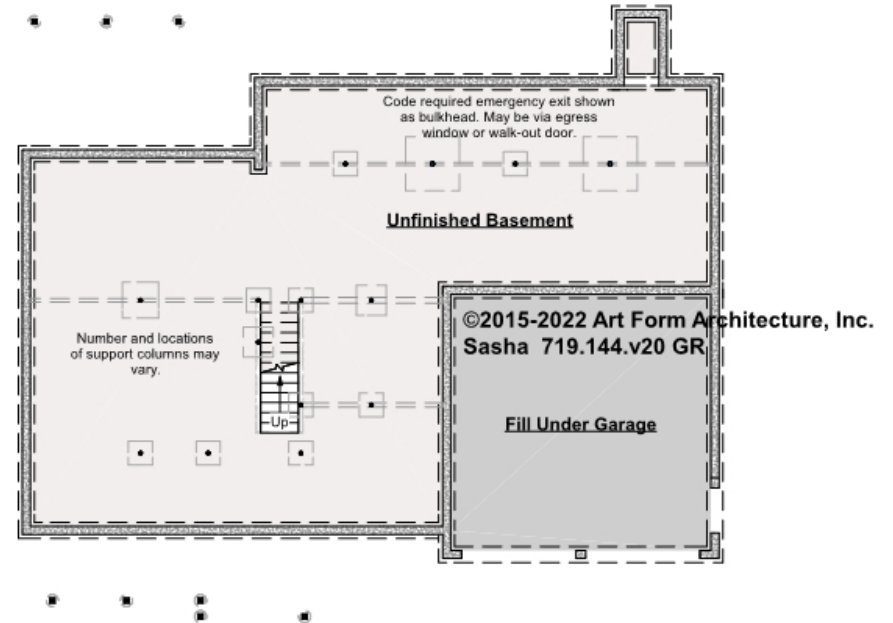 Code required emergency exit shown
as bulkhead. May be via egress
window or walk-out door.
Unfinished Basement
©2015-2022 Art Form Architecture, Inc.
Sasha 719.144.v20 GR
Number and locations
of support columns may
vary.
Fill Under Garage
Up